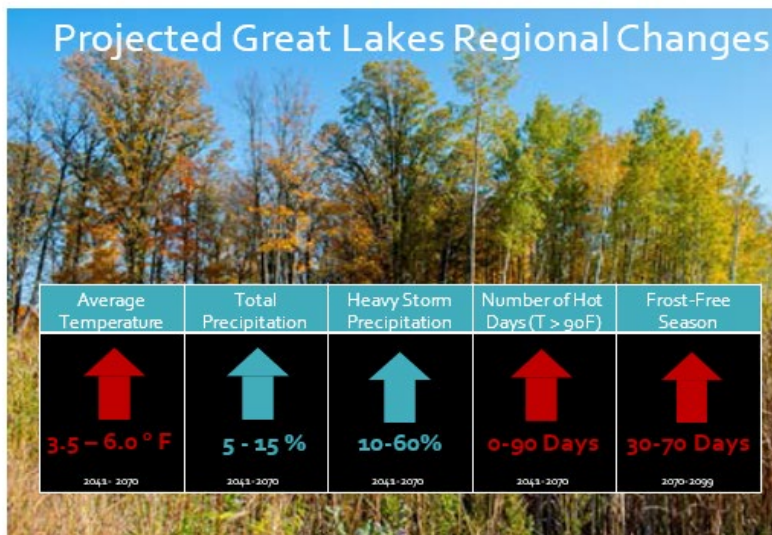 Projected Great Lakes Regional Changes
Average
Temperature
Total
Precipitation
Heavy Storm
Precipitation
Number of Hot
Days (T > 90F)
Frost-Free
Season
3.5 – 6.0 ° F
5 - 15 %
10-60%
0-90 Days
30-70 Days
2041- 2070
2041-2070
2041-2070
2041-2070
2070-2099